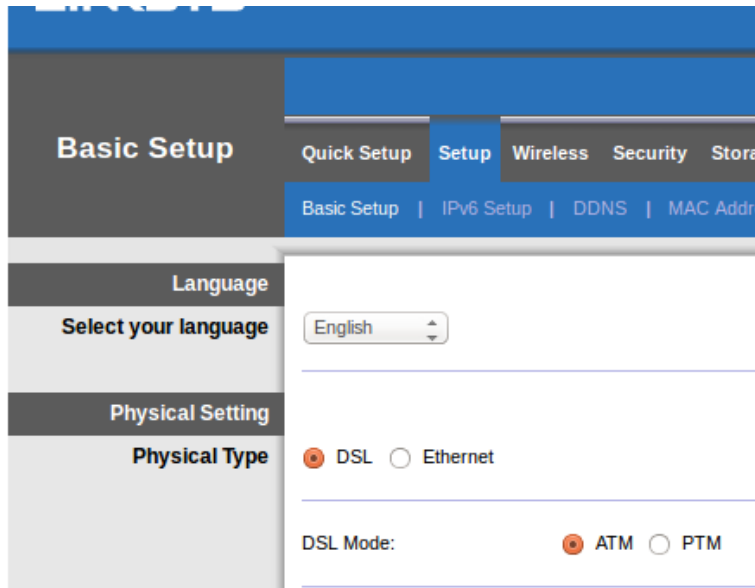 Basic Setup
Quick Setup Setup Wireless Security
Basic Setup | IPv6 Setup | DDNS | MAC
Language
Select your language English
Physical Setting
Physical Type DSL Ethernet
DSL Mode: ATM PTM